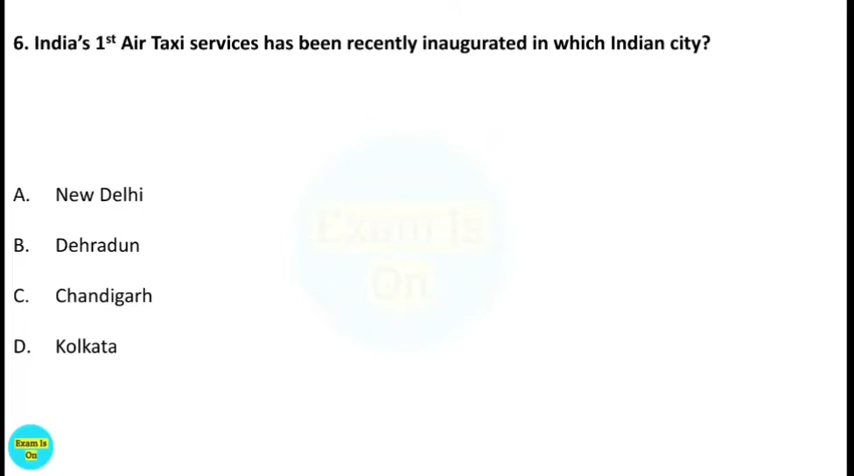 6. India’s 1st Air Taxi services has been recently inaugurated in which Indian city?
Exam Is
On
A. New Delhi
B. Dehradun
C. Chandigarh
D. Kolkata
Exam Is
On